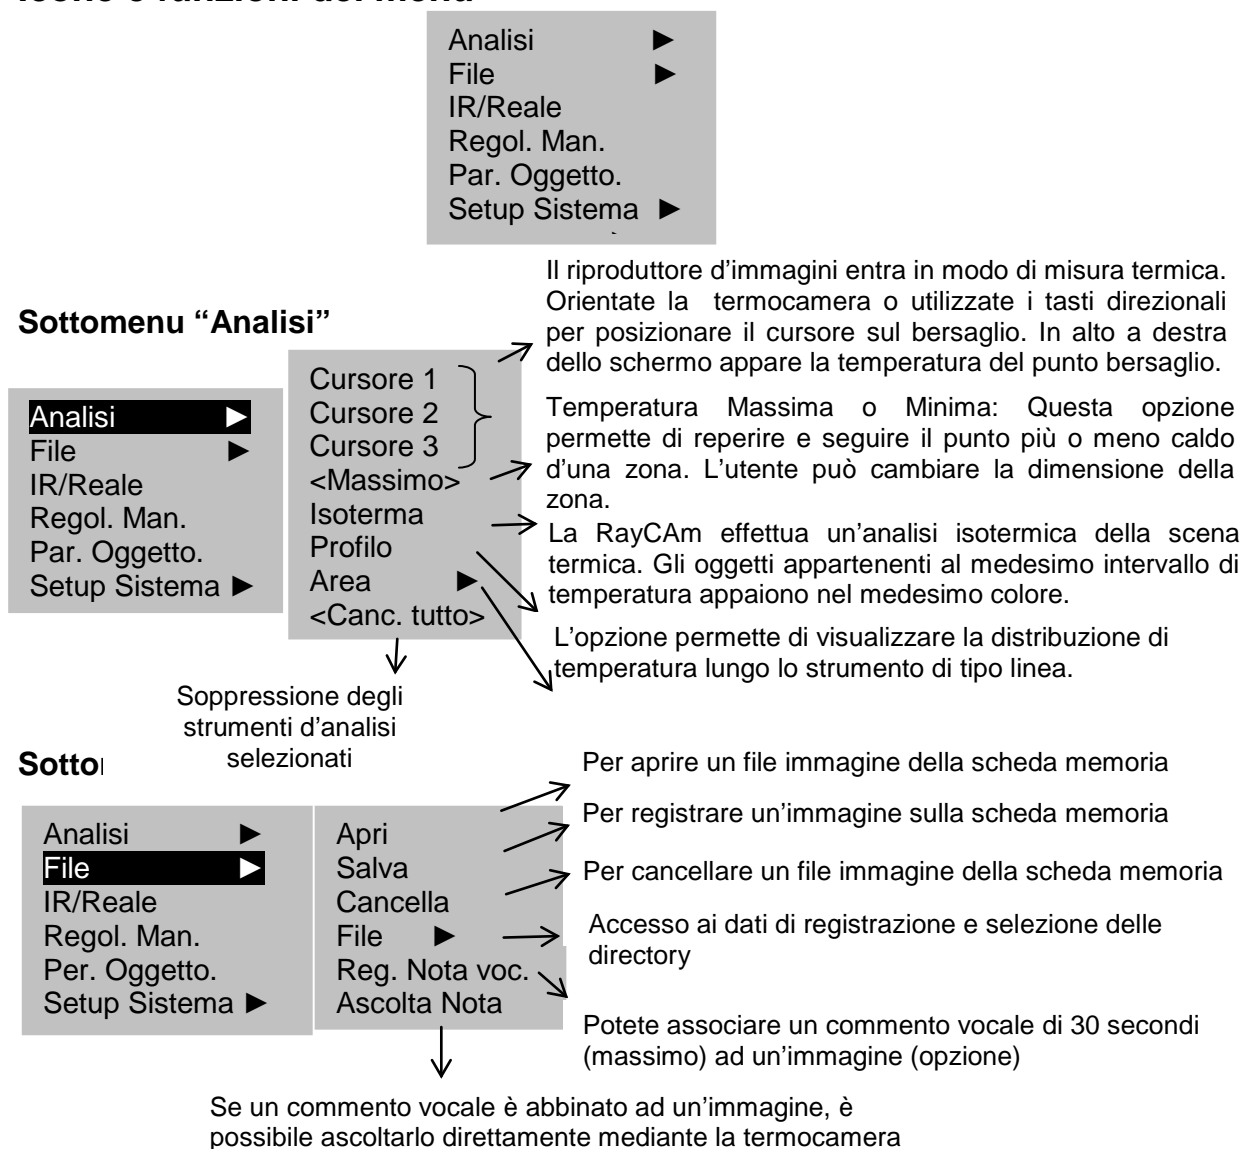 Analisi ►
File ►
IR/Reale
Regol. Man.
Par. Oggetto.
Setup Sistema ►
Il riproduttore d’immagini entra in modo di misura termica.
Orientate la termocamera o utilizzate i tasti direzionali
per posizionare il cursore sul bersaglio. In alto a destra
dello schermo appare la temperatura del punto bersaglio.
Sottomenu “Analisi”
Analisi ►
File ►
IR/Reale
Regol. Man.
Par. Oggetto.
Setup Sistema ►
Cursore 1
Cursore 2
Cursore 3
<Massimo>
Isoterma
Profilo
Area ►
<Canc. tutto>
Temperatura Massima o Minima: Questa opzione
permette di reperire e seguire il punto più o meno caldo
d’una zona. L’utente può cambiare la dimensione della
zona.
La RayCAm effettua un’analisi isotermica della scena
termica. Gli oggetti appartenenti al medesimo intervallo di
temperatura appaiono nel medesimo colore.
L’opzione permette di visualizzare la distribuzione di
temperatura lungo lo strumento di tipo linea.
Soppressione degli
strumenti d’analisi
selezionati
Analisi ►
File ►
IR/Reale
Regol. Man.
Per. Oggetto.
Setup Sistema ►
Apri
Salva
Cancella
File ►
Reg. Nota voc.
Ascolta Nota
Per aprire un file immagine della scheda memoria
Per registrare un’immagine sulla scheda memoria
Per cancellare un file immagine della scheda memoria
Accesso ai dati di registrazione e selezione delle
directory
Potete associare un commento vocale di 30 secondi
(massimo) ad un’immagine (opzione)
Se un commento vocale è abbinato ad un’immagine, è
possibile ascoltarlo direttamente mediante la termocamera